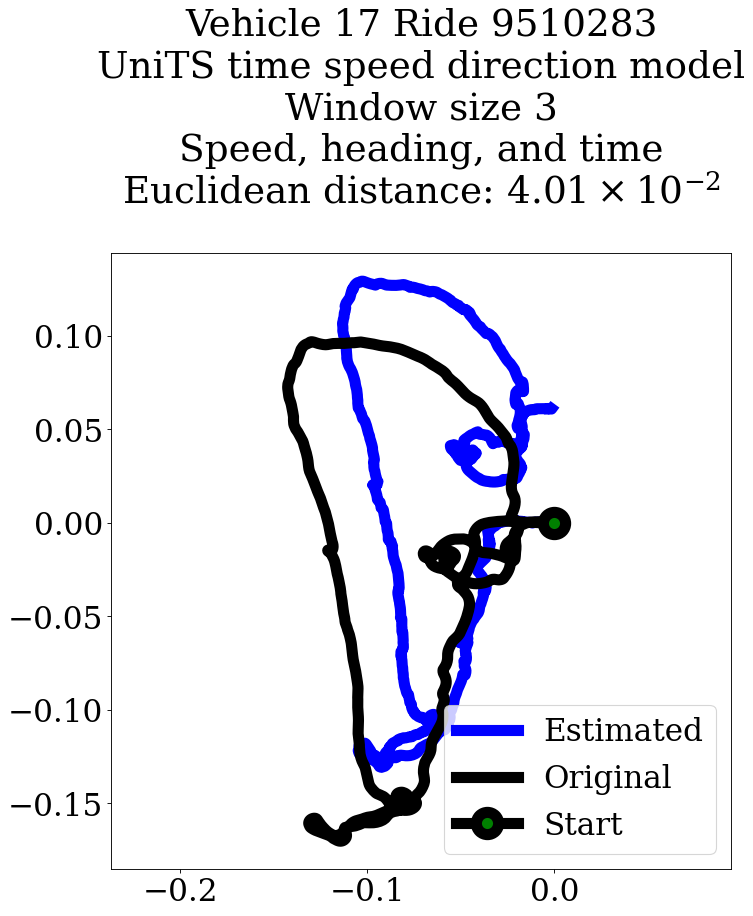 Vehicle 17 Ride 9510283
UniTS time speed direction model
Window size 3
Speed, heading, and time
Euclidean distance: 4.01 × 10⁻²
0.10
0.05
0.00
−0.05
−0.10
−0.15
Estimated
Original
Start
−0.2 −0.1 0.0